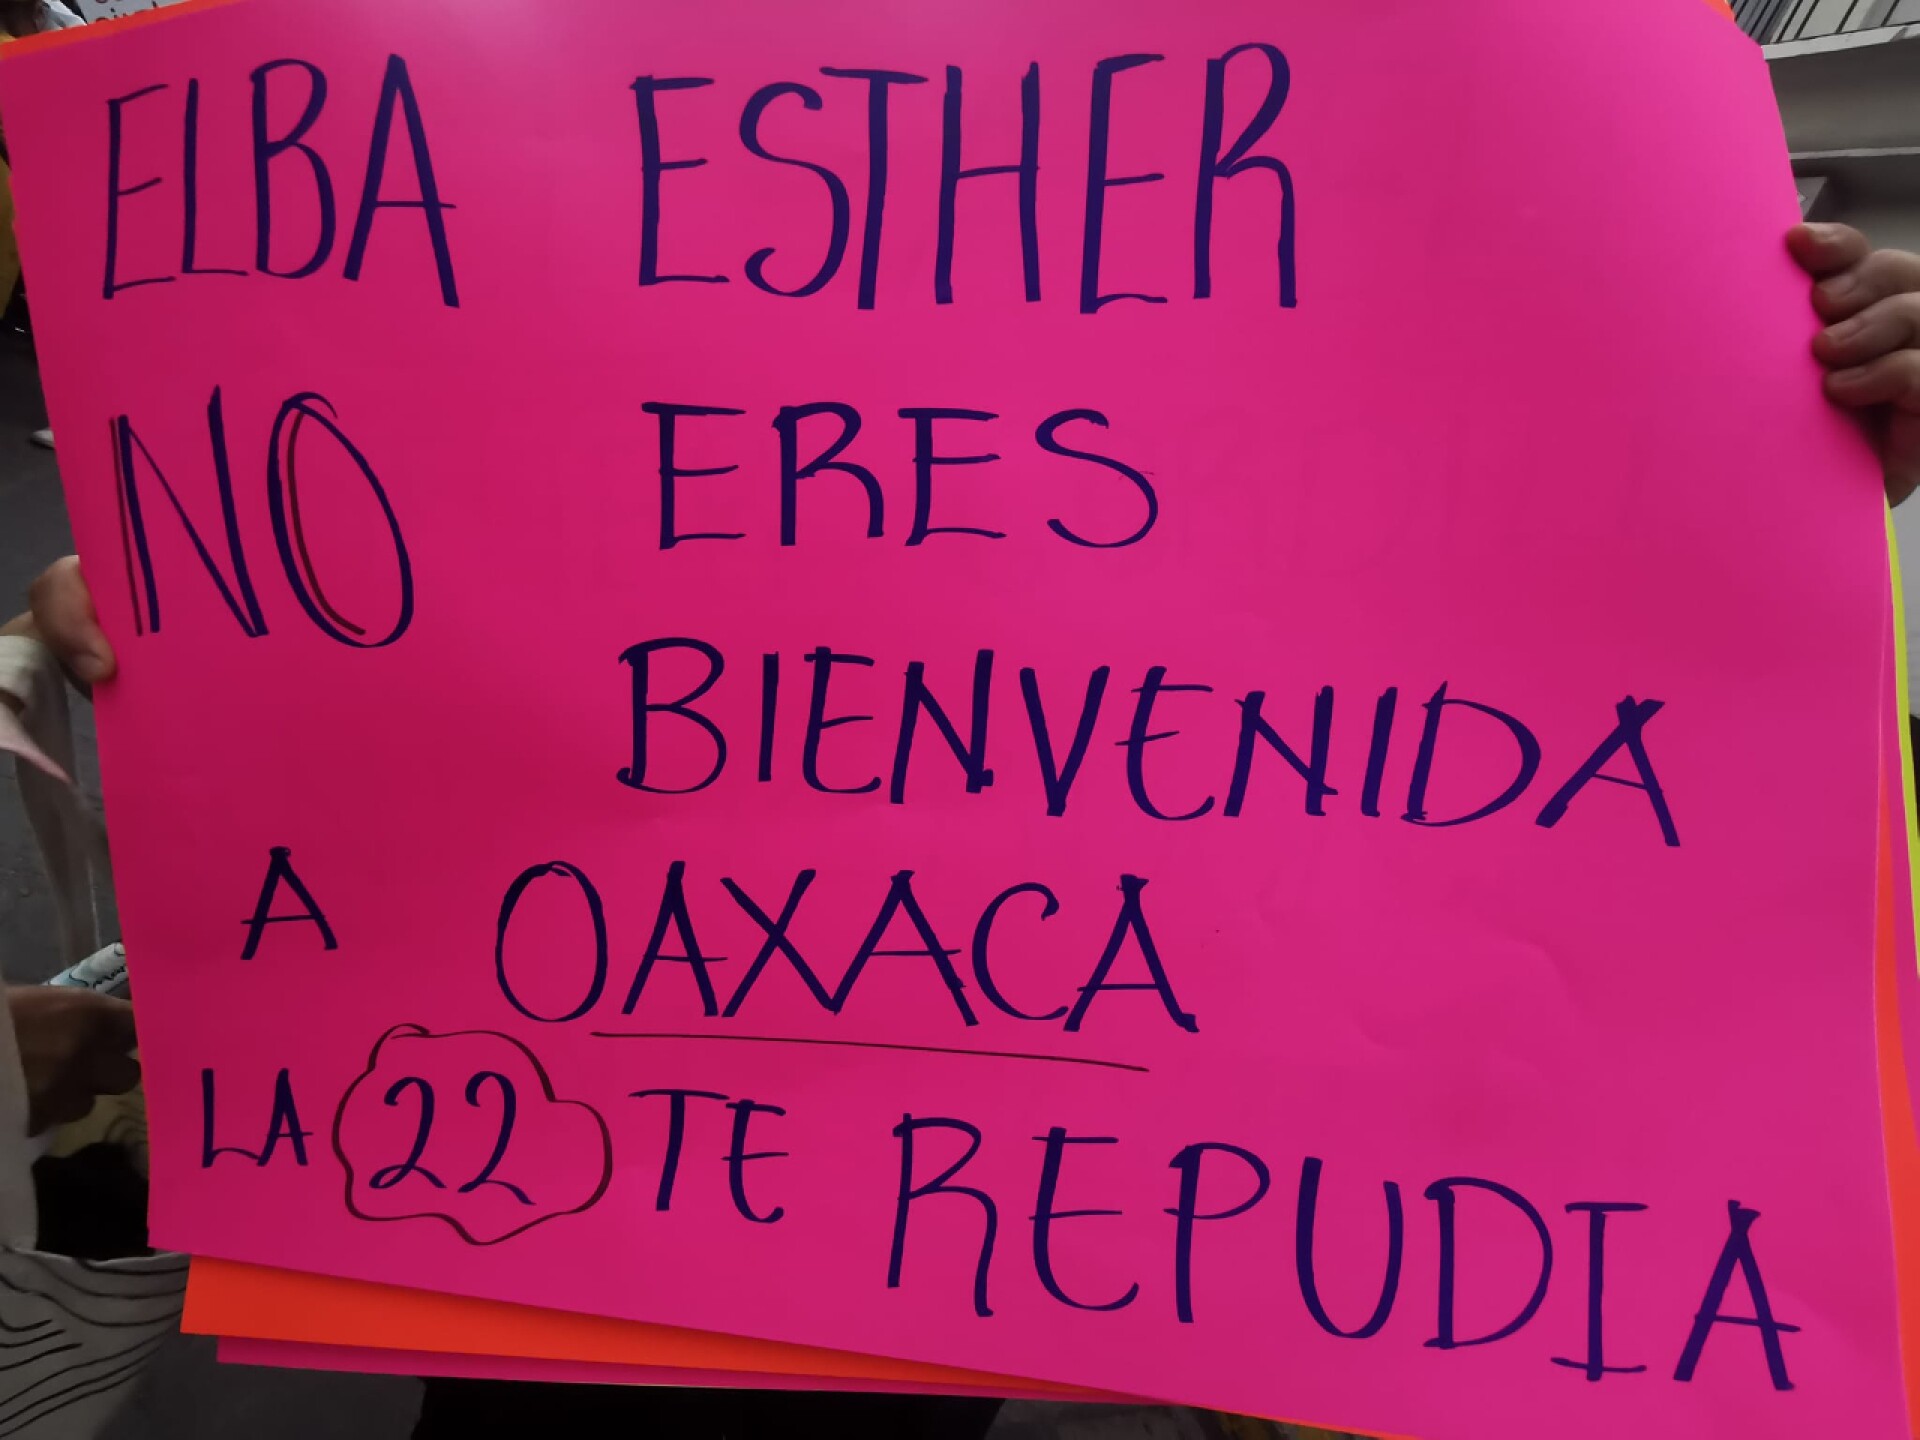 ELBA ESTHER
NO ERES
BIENVENIDA
A OAXACA
LA 22 TE REPUDIA